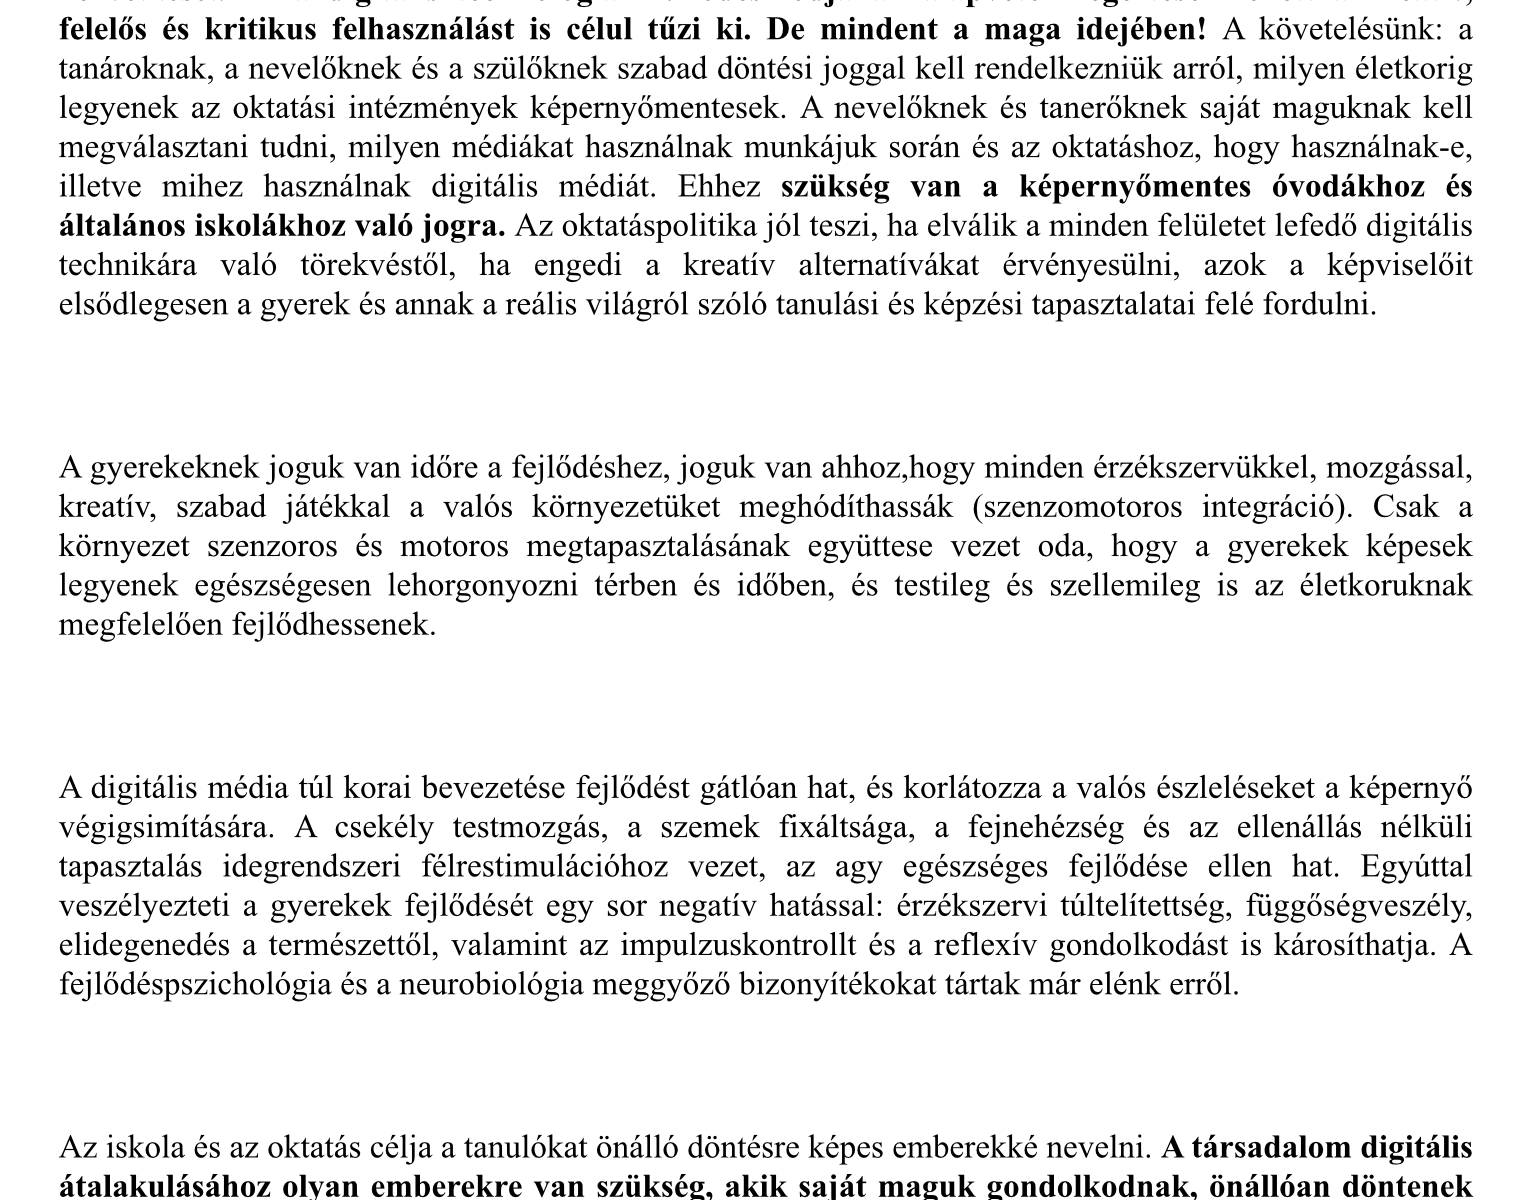 felelős és kritikus felhasználást is célul tűzi ki. De mindent a maga idejében! A követelésünk: a
tanároknak, a nevelőknek és a szülőknek szabad döntési joggal kell rendelkezniük arról, milyen életkorig
legyenek az oktatási intézmények képernyőmentesek. A nevelőknek és tanerőknek saját maguknak kell
megválasztani tudni, milyen médiákat használnak munkájuk során és az oktatáshoz, hogy használnak-e,
illetve mihez használnak digitális médiát. Ehhez szükség van a képernyőmentes óvodákhoz és
általános iskolákhoz való jogra. Az oktatáspolitika jól teszi, ha elválik a minden felületet lefedő digitális
technikára való törekvéstől, ha engedi a kreatív alternatívákat érvényesülni, azok a képviselőit
elsődlegesen a gyerek és annak a reális világról szóló tanulási és képzési tapasztalatai felé fordulni.
A gyerekeknek joguk van időre a fejlődéshez, joguk van ahhoz,hogy minden érzékszervükkel, mozgással,
kreatív, szabad játékkal a valós környezetüket meghódíthassák (szenzomotoros integráció). Csak a
környezet szenzoros és motoros megtapasztalásának együttese vezet oda, hogy a gyerekek képesek
legyenek egészségesen lehorgonyozni térben és időben, és testileg és szellemileg is az életkoruknak
megfelelően fejlődhessenek.
A digitális média túl korai bevezetése fejlődést gátlóan hat, és korlátozza a valós észleléseket a képernyő
végigsimítására. A csekély testmozgás, a szemek fixáltsága, a fejnehézség és az ellenállás nélküli
tapasztalás idegrendszeri félrestimulációhoz vezet, az agy egészséges fejlődése ellen hat. Egyúttal
veszélyezteti a gyerekek fejlődését egy sor negatív hatással: érzékszervi túltelítettség, függőségveszély,
elidegenedés a természettől, valamint az impulzuskontrollt és a reflexív gondolkodást is károsíthatja. A
fejlődéspszichológia és a neurobiológia meggyőző bizonyítékokat tártak már elénk erről.
Az iskola és az oktatás célja a tanulókat önálló döntésre képes emberekké nevelni. A társadalom digitális
átalakulásához olyan emberekre van szükség, akik saját maguk gondolkodnak, önállóan döntenek